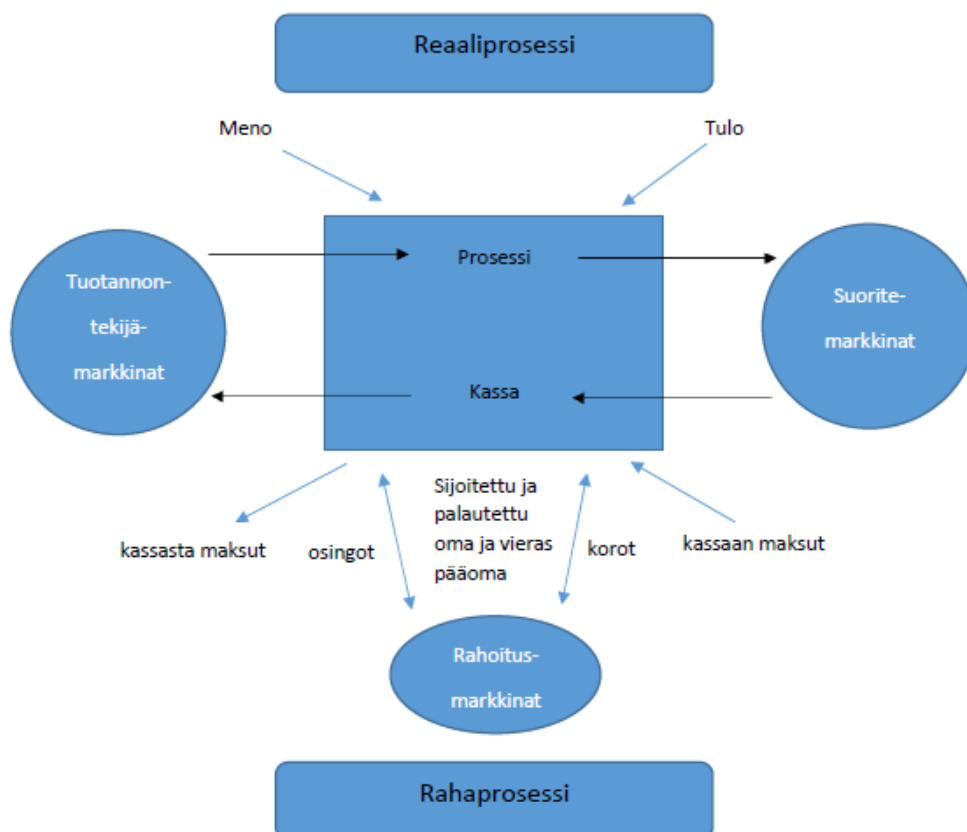 Reaaliprosessi
Meno
Tulo
Prosessi
Tuotannon-
tekijä-
markkinat
Suorite-
markkinat
Kassa
Sijoitettu ja
palautettu
oma ja vieras
pääoma
kassasta maksut
osingot
korot
kassaan maksut
Rahoitus-
markkinat
Rahaprosessi